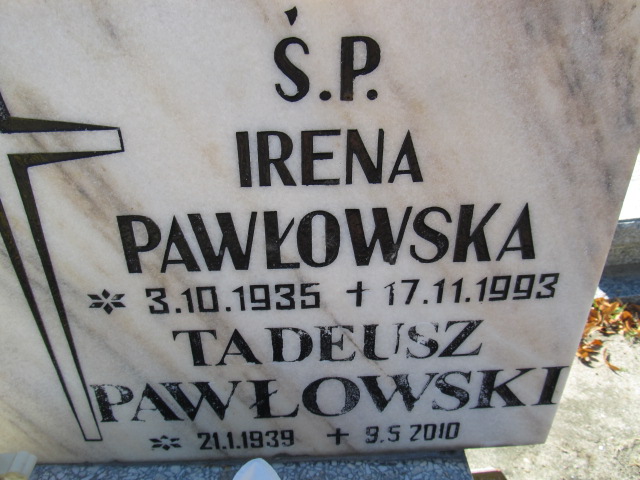 Ś.P.
IRENA
PAWŁOWSKA
* 3.10.1935 +17.11.1993
TADEUSZ
PAWŁOWSKI
* 21.1.1939 + 9.5 2010